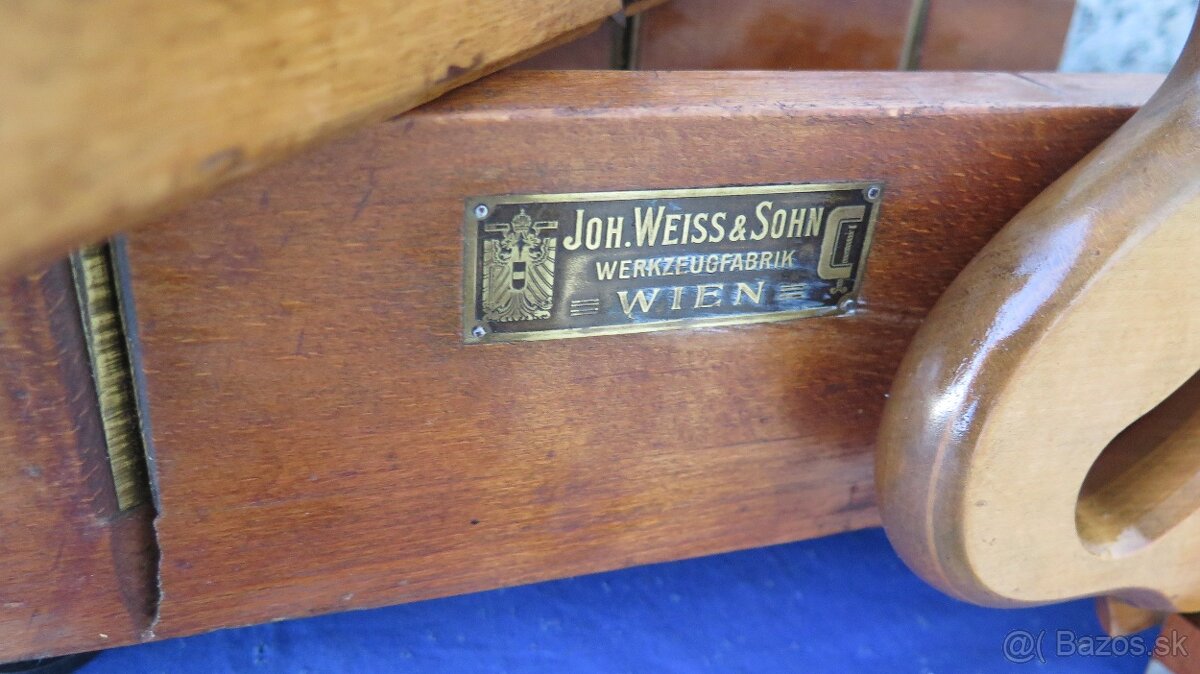 JOH. WEISS & SOHN
WERKZEUGFABRIK
WIEN
@( Bazos.sk